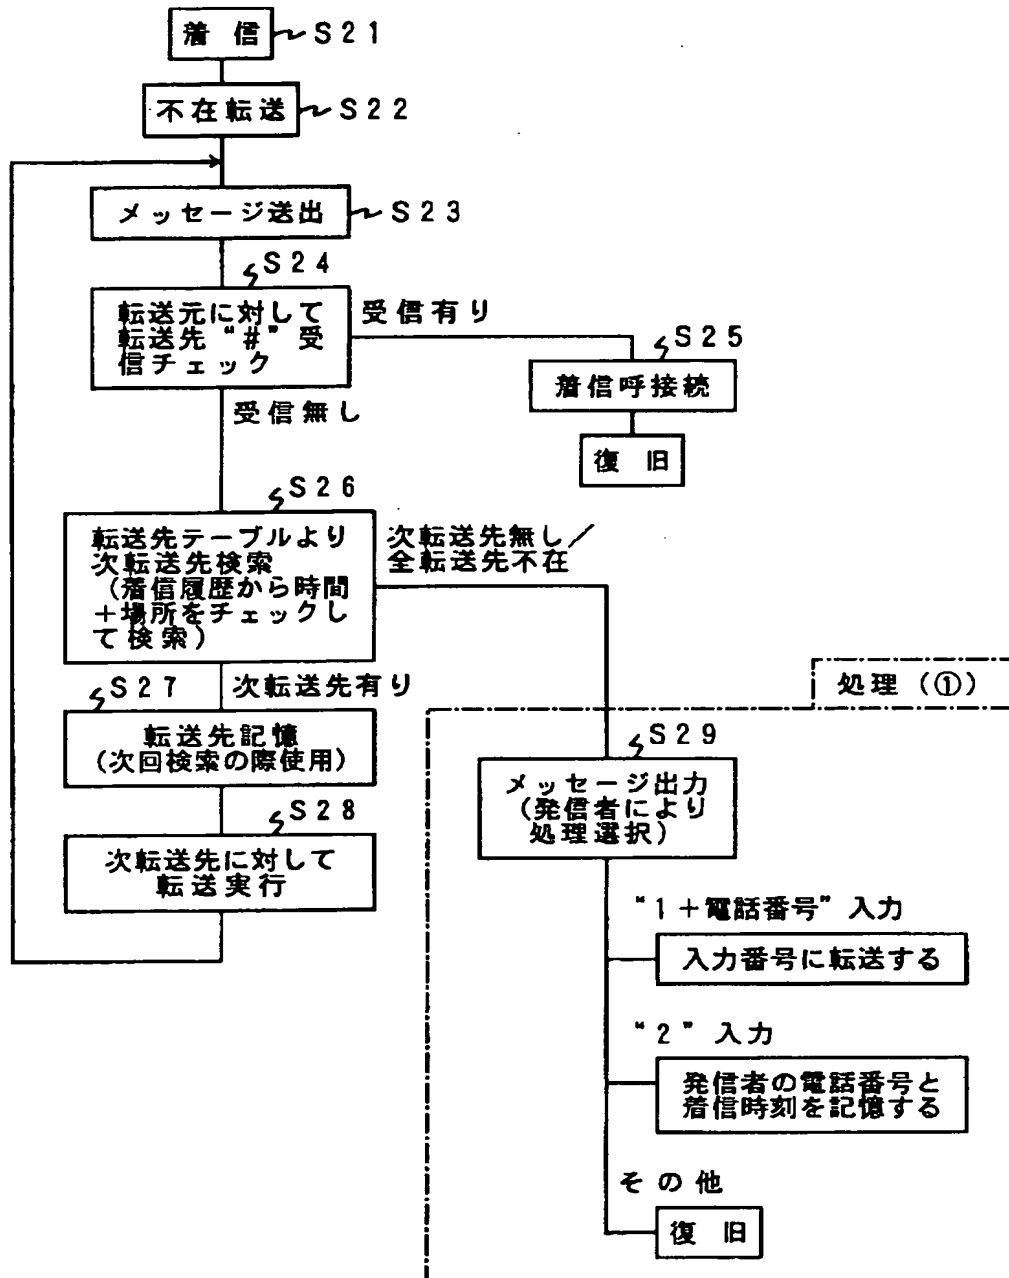 着信 S21
不在転送 S22
メッセージ送出 S23
S24
転送元に対して
転送先“#”受
信チェック
受信有り
S25
着信呼接続
復旧
受信無し
S26
転送先テーブルより
次転送先検索
(着信履歴から時間
+場所をチェックし
て検索)
次転送先無し/
全転送先不在
S27
次転送先有り
転送先記憶
(次回検索の際使用)
S28
次転送先に対して
転送実行
処理(①)
S29
メッセージ出力
(発信者により
処理選択)
“1+電話番号”入力
入力番号に転送する
“2”入力
発信者の電話番号と
着信時刻を記憶する
その他
復旧